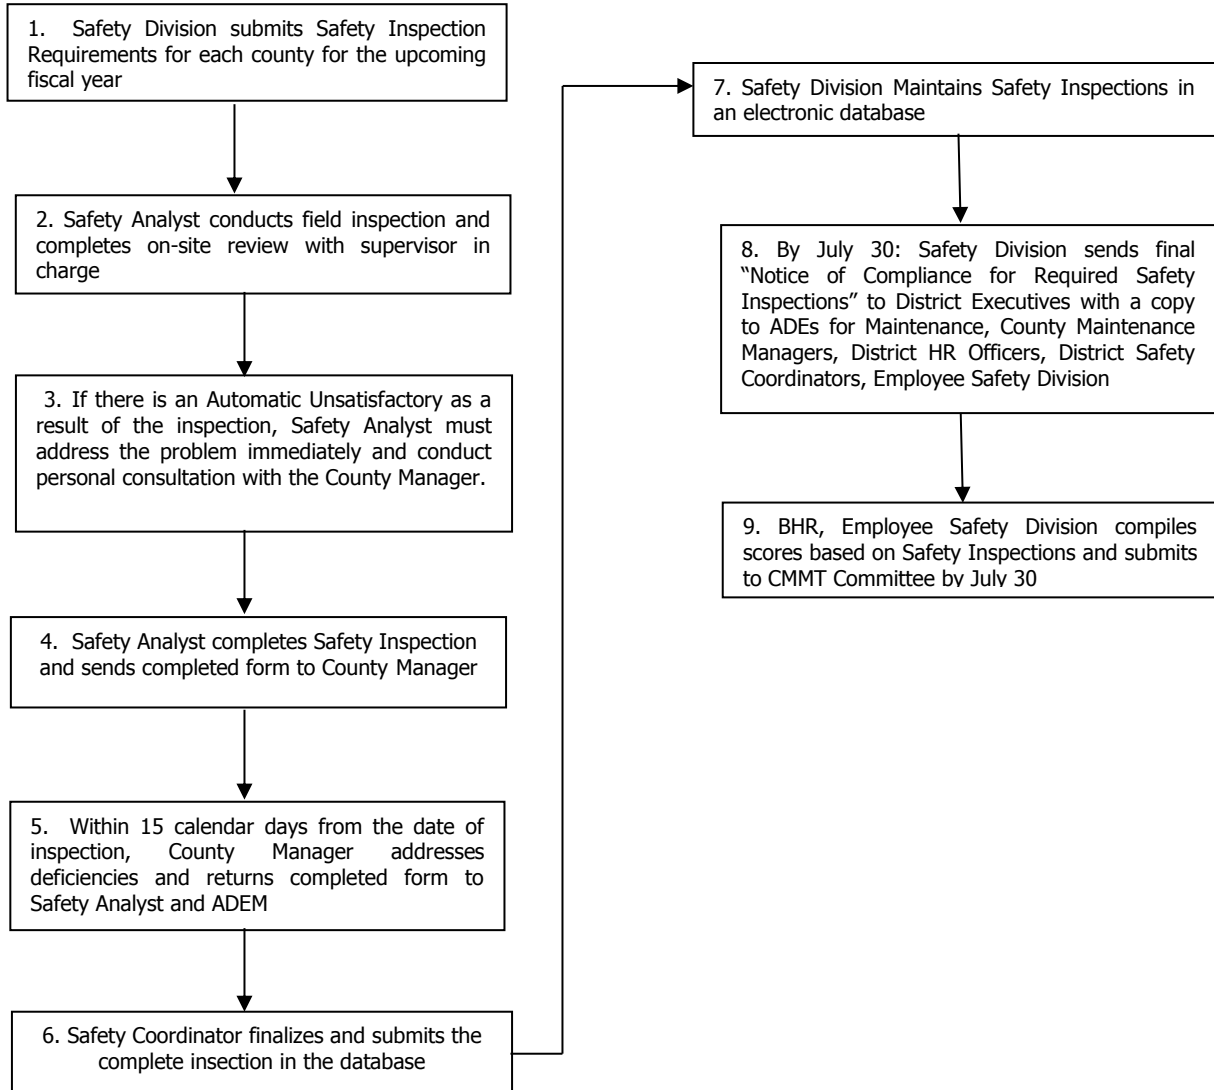 1. Safety Division submits Safety Inspection
Requirements for each county for the upcoming
fiscal year
2. Safety Analyst conducts field inspection and
completes on-site review with supervisor in
charge
3. If there is an Automatic Unsatisfactory as a
result of the inspection, Safety Analyst must
address the problem immediately and conduct
personal consultation with the County Manager.
4. Safety Analyst completes Safety Inspection
and sends completed form to County Manager
5. Within 15 calendar days from the date of
inspection, County Manager addresses
deficiencies and returns completed form to
Safety Analyst and ADEM
6. Safety Coordinator finalizes and submits the
complete insection in the database
7. Safety Division Maintains Safety Inspections in
an electronic database
8. By July 30: Safety Division sends final
“Notice of Compliance for Required Safety
Inspections” to District Executives with a copy
to ADEs for Maintenance, County Maintenance
Managers, District HR Officers, District Safety
Coordinators, Employee Safety Division
9. BHR, Employee Safety Division compiles
scores based on Safety Inspections and submits
to CMMT Committee by July 30